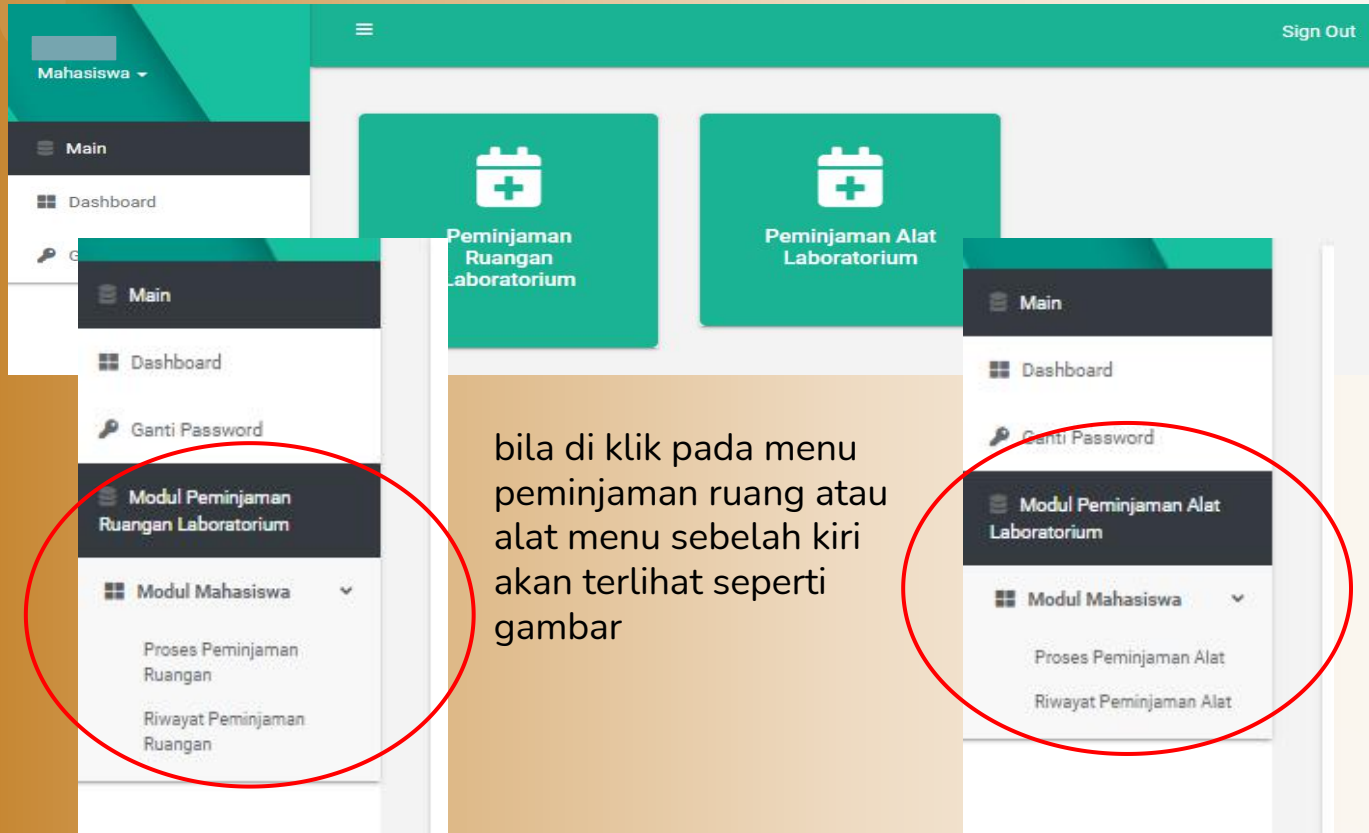 Sign Out
Mahasiswa
Main
Dashboard
G
Peminjaman
Ruangan
Laboratorium
Peminjaman Alat
Laboratorium
Main
Dashboard
Ganti Password
Modul Peminjaman
Ruangan Laboratorium
Modul Mahasiswa
Proses Peminjaman
Ruangan
Riwayat Peminjaman
Ruangan
bila di klik pada menu
peminjaman ruang atau
alat menu sebelah kiri
akan terlihat seperti
gambar
Main
Dashboard
Ganti Password
Modul Peminjaman Alat
Laboratorium
Modul Mahasiswa
Proses Peminjaman Alat
Riwayat Peminjaman Alat